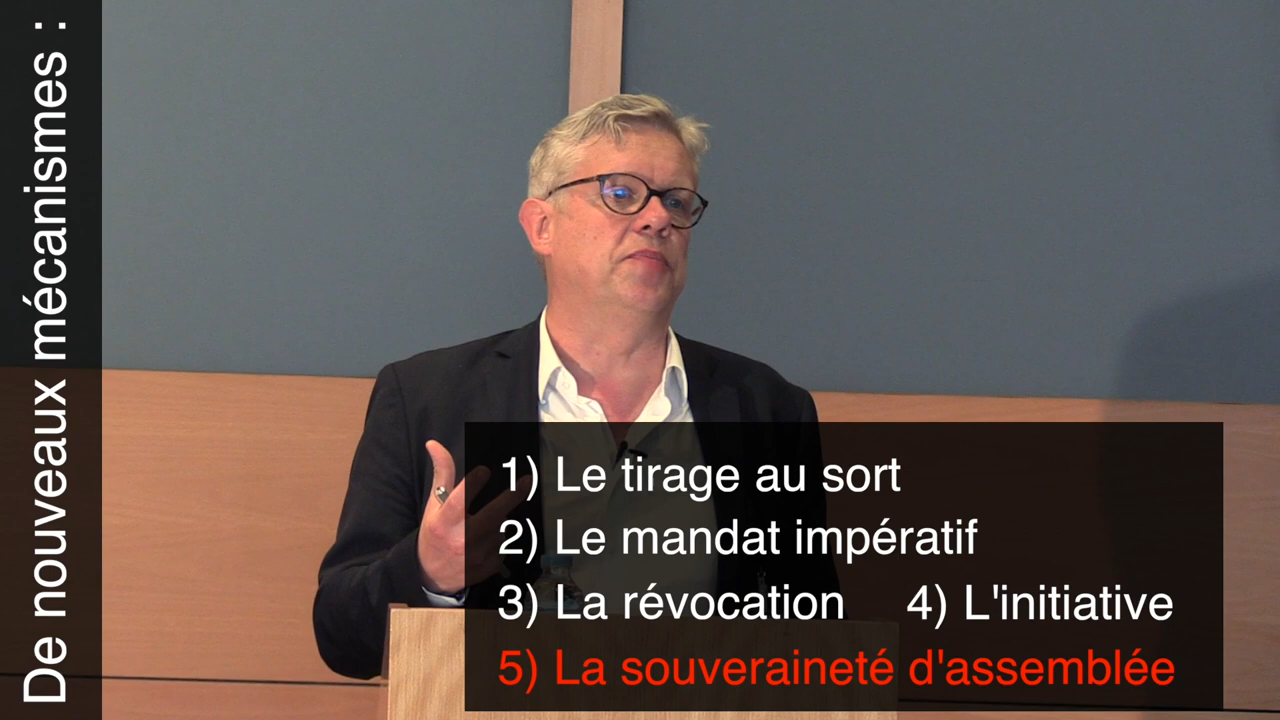 De nouveaux mécanismes :
1) Le tirage au sort
2) Le mandat impératif
3) La révocation 4) L'initiative
5) La souveraineté d'assemblée